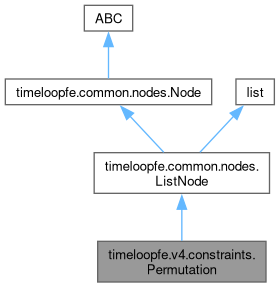 ABC
timeloopfe.common.nodes.Node
list
timeloopfe.common.nodes.
ListNode
timeloopfe.v4.constraints.
Permutation